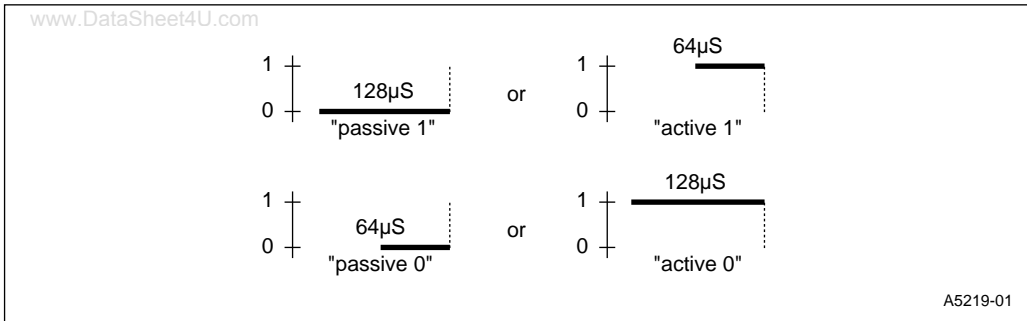 www.DataSheet4U.com
64µS
1
1
128µS
or
0
0
"passive 1"
"active 1"
128µS
1
1
64µS
or
0
0
"passive 0"
"active 0"
A5219-01